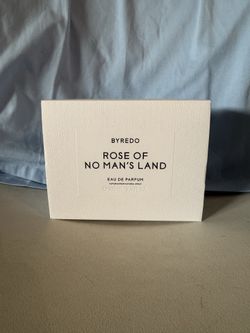 BYREDO
ROSE OF
NO MAN'S LAND
EAU DE PARFUM